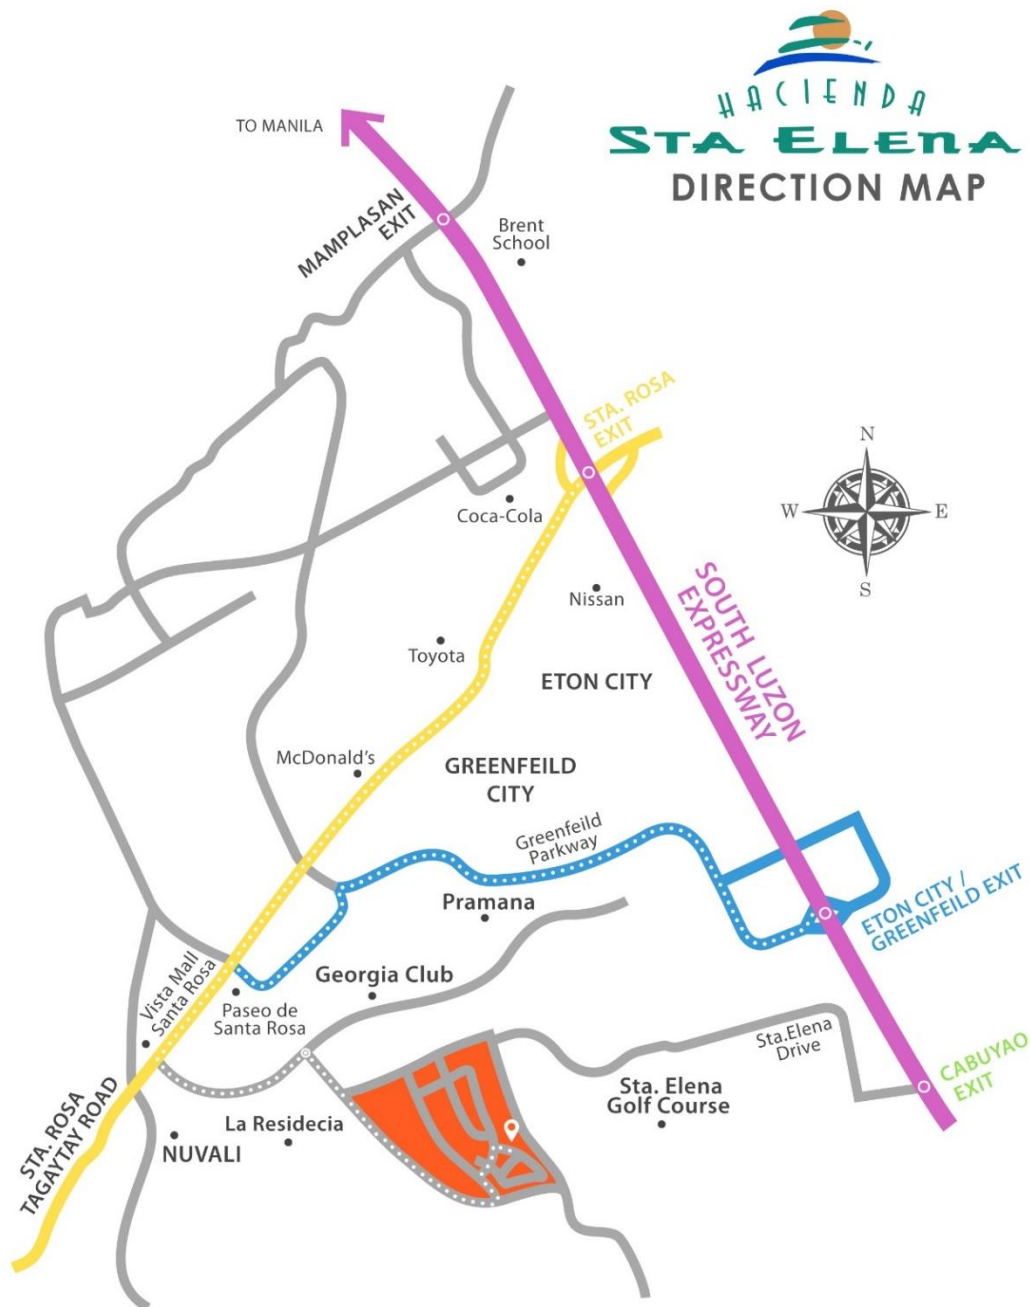 HACIENDA
STA ELENA
DIRECTION MAP
TO MANILA
MAMPLASAN
EXIT
Brent
School
STA. ROSA
EXIT
N
W
E
S
Coca-Cola
Nissan
Toyota
SOUTH LUZON
EXPRESSWAY
ETON CITY
McDonald's
GREENFEILD
CITY
Greenfeild
Parkway
ETON CITY /
GREENFEILD EXIT
Pramana
Georgia Club
Vista Mall
Santa Rosa
Paseo de
Santa Rosa
Sta.Elena
Drive
CABUYAO
EXIT
STA. ROSA
TAGAYTAY ROAD
Sta. Elena
Golf Course
La Residecia
NUVALI